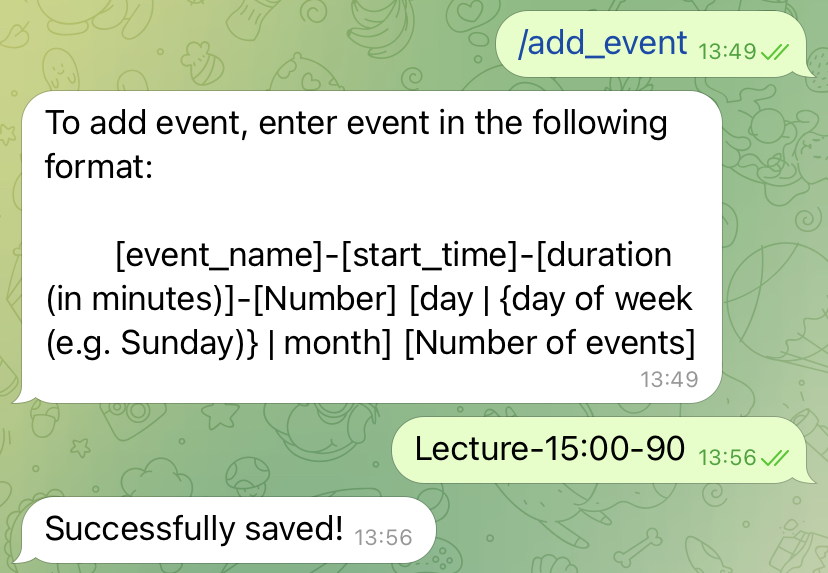 /add_event 13:49
To add event, enter event in the following
format:
[event_name]-[start_time]-[duration
(in minutes)]-[Number] [day | {day of week
(e.g. Sunday)} | month] [Number of events]
13:49
Lecture-15:00-90 13:56
Successfully saved! 13:56